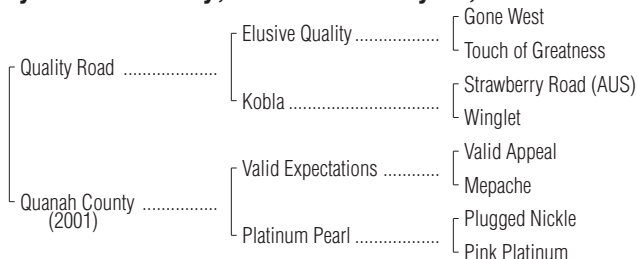 Gone West
Elusive Quality ..................
Touch of Greatness
Quality Road ....................
Strawberry Road (AUS)
Kobla ................................
Winglet
Valid Appeal
Valid Expectations ............
Mepache
Quanah County ................
(2001)
Plugged Nickle
Platinum Pearl ..................
Pink Platinum